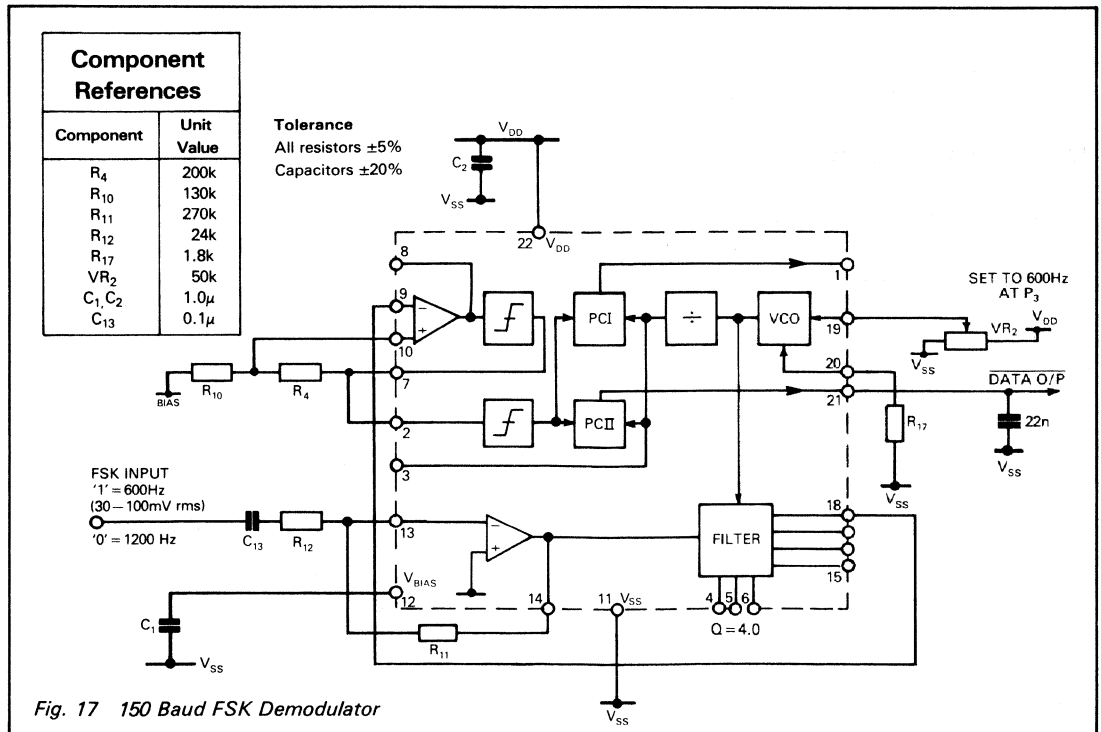 Component
References
Component Unit Value
R4 200k
R10 130k
R11 270k
R12 24k
R17 1.8k
VR2 50k
C1, C2 1.0μ
C13 0.1μ
Tolerance
All resistors ±5%
Capacitors ±20%
VDD
C2
VSS
22 VDD
8
9
10
7
2
3
13
12
−
+
PCI
÷
VCO
PCII
1
19
20
21
SET TO 600Hz
AT P3
VR2
VDD
VSS
DATA O/P
22n
VSS
R17
VSS
BIAS
R10
R4
FSK INPUT
'1' = 600Hz
(30–100mV rms)
'0' = 1200 Hz
C13
R12
−
+
FILTER
18
15
VBIAS
C1
VSS
14
11 VSS
4 5 6
Q = 4.0
R11
VSS
Fig. 17 150 Baud FSK Demodulator